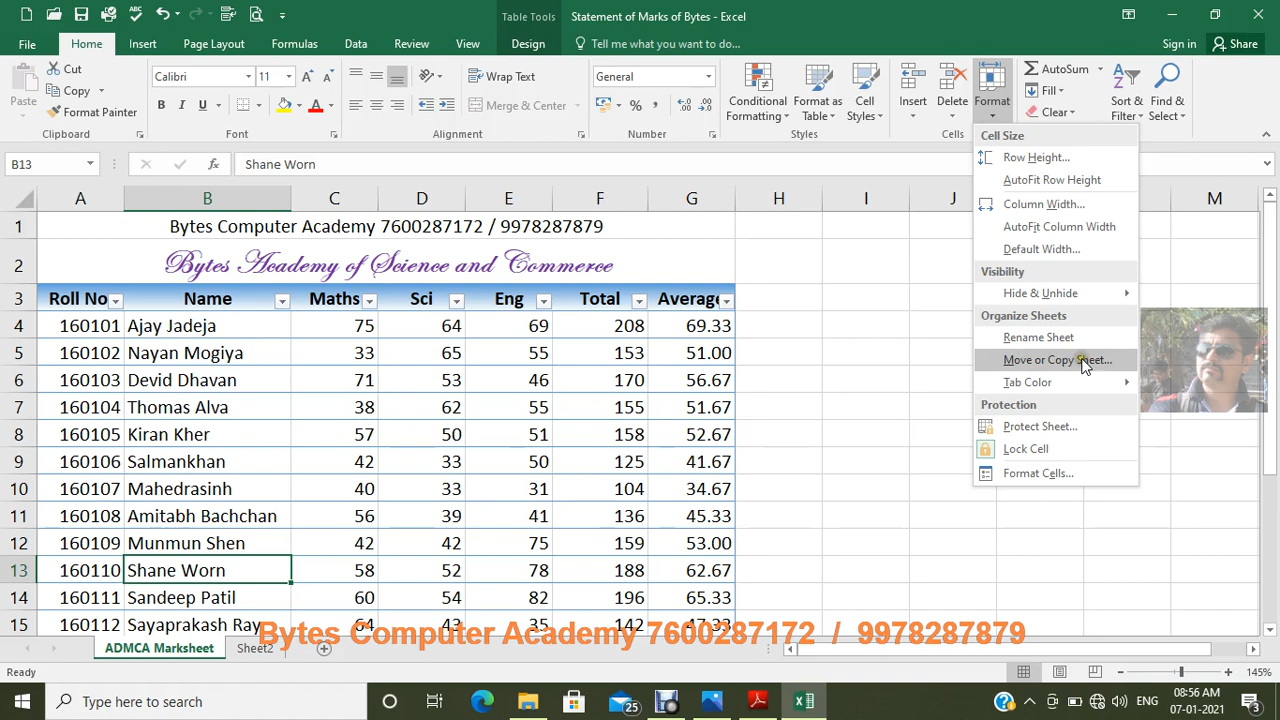 Table Tools
Statement of Marks of Bytes - Excel
File
Home
Insert
Page Layout
Formulas
Data
Review
View
Design
Tell me what you want to do...
Sign in
Share
Paste
Cut
Copy
Format Painter
Clipboard
Calibri
11
B I U
Font
Wrap Text
Merge & Center
Alignment
General
Number
Conditional Formatting
Format as Table
Cell Styles
Styles
Insert
Delete
Format
Cells
AutoSum
Fill
Clear
Sort & Filter
Find & Select
B13
Shane Worn
A B C D E F G H I J M
1 Bytes Computer Academy 7600287172 / 9978287879
2 Bytes Academy of Science and Commerce
3 Roll No Name Maths Sci Eng Total Average
4 160101 Ajay Jadeja 75 64 69 208 69.33
5 160102 Nayan Mogiya 33 65 55 153 51.00
6 160103 Devid Dhavan 71 53 46 170 56.67
7 160104 Thomas Alva 38 62 55 155 51.67
8 160105 Kiran Kher 57 50 51 158 52.67
9 160106 Salmankhan 42 33 50 125 41.67
10 160107 Mahedrasinh 40 33 31 104 34.67
11 160108 Amitabh Bachchan 56 39 41 136 45.33
12 160109 Munmun Shen 42 42 75 159 53.00
13 160110 Shane Worn 58 52 78 188 62.67
14 160111 Sandeep Patil 60 54 82 196 65.33
15 160112 Sayaprakash Ray 64 43 35 142 47.33
Cell Size
Row Height...
AutoFit Row Height
Column Width...
AutoFit Column Width
Default Width...
Visibility
Hide & Unhide
Organize Sheets
Rename Sheet
Move or Copy Sheet...
Tab Color
Protection
Protect Sheet...
Lock Cell
Format Cells...
Bytes Computer Academy 7600287172 / 9978287879
ADMCA Marksheet
Sheet2
Ready
145%
Type here to search
25
ENG
08:56 AM
07-01-2021
3